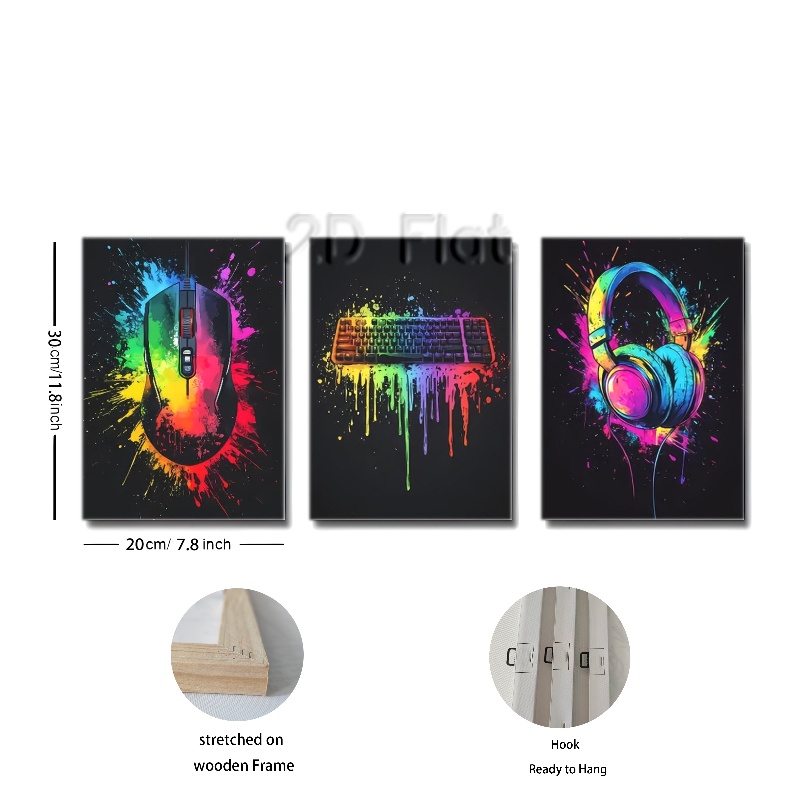 2D Flat
30cm/11.8inch
20cm/ 7.8 inch
stretched on
wooden Frame
Hook
Ready to Hang